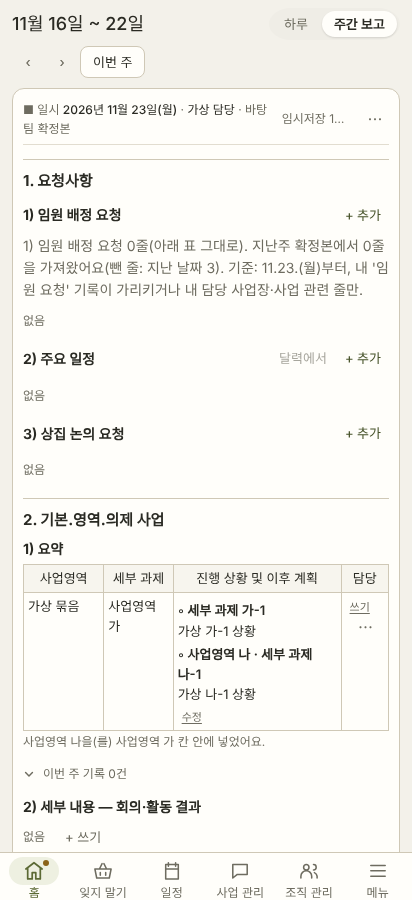 11월 16일 ~ 22일
하루
주간 보고
‹
›
이번 주
■ 일시 2026년 11월 23일(월) · 가상 담당 · 바탕
팀 확정본
임시저장 1...
···
1. 요청사항
1) 임원 배정 요청
+ 추가
1) 임원 배정 요청 0줄(아래 표 그대로). 지난주 확정본에서 0줄
을 가져왔어요(뺀 줄: 지난 날짜 3). 기준: 11.23.(월)부터, 내 '임
원 요청' 기록이 가리키거나 내 담당 사업장·사업 관련 줄만.
없음
2) 주요 일정
달력에서
+ 추가
없음
3) 상집 논의 요청
+ 추가
없음
2. 기본.영역.의제 사업
1) 요약
사업영역
세부 과제
진행 상황 및 이후 계획
담당
가상 묶음
사업영역
가
∘ 세부 과제 가-1
가상 가-1 상황
∘ 사업영역 나 · 세부 과제
나-1
가상 나-1 상황
수정
쓰기
···
사업영역 나을(를) 사업영역 가 칸 안에 넣었어요.
이번 주 기록 0건
2) 세부 내용 — 회의·활동 결과
없음
+ 쓰기
홈
잊지 말기
일정
사업 관리
조직 관리
메뉴